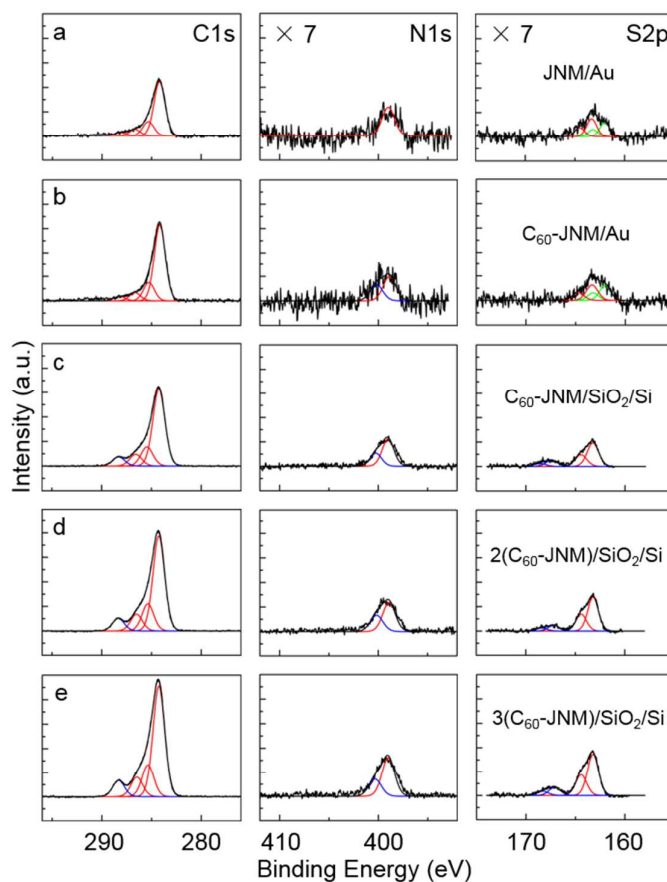 a C1s × 7 N1s × 7 S2p
JNM/Au
b
C₆₀-JNM/Au
c
C₆₀-JNM/SiO₂/Si
d
2(C₆₀-JNM)/SiO₂/Si
e
3(C₆₀-JNM)/SiO₂/Si
Intensity (a.u.)
290 280 410 400 170 160
Binding Energy (eV)